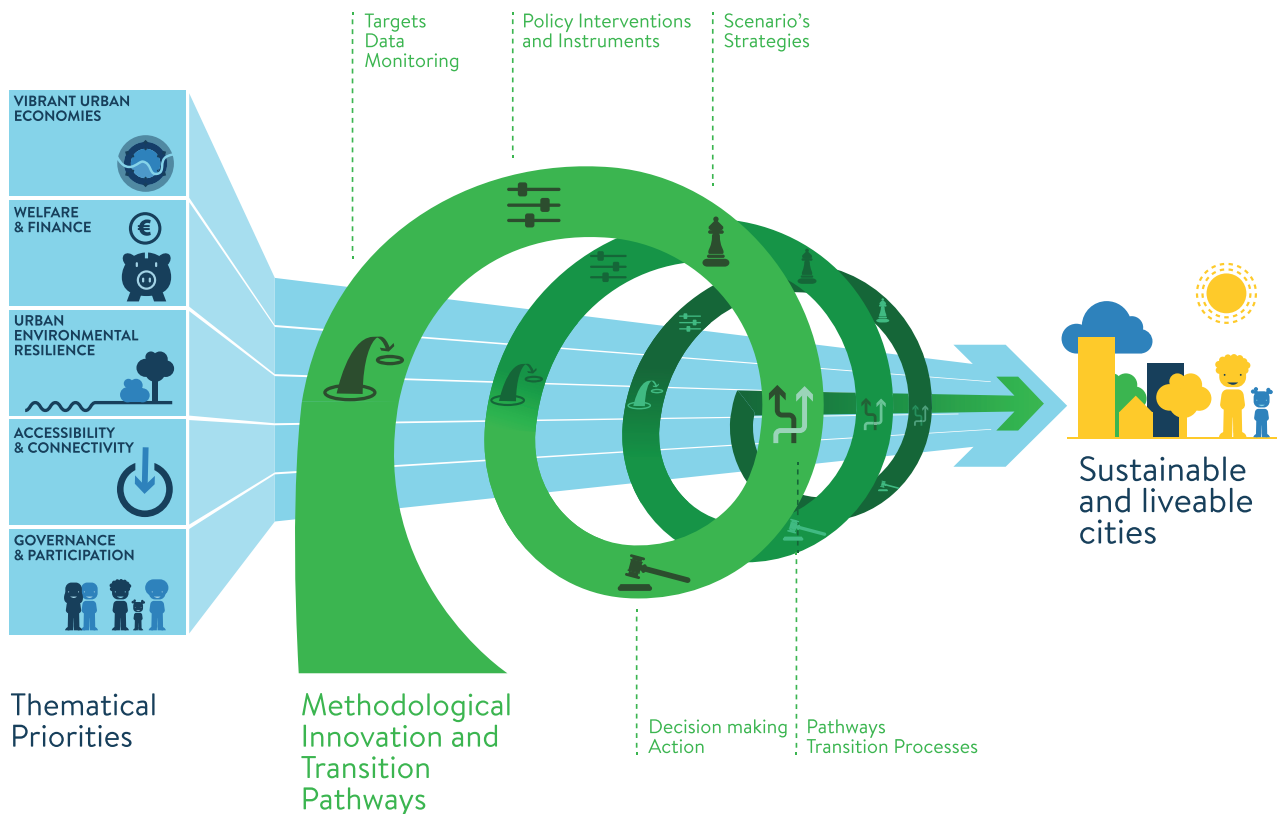 Targets
Data
Monitoring
Policy Interventions
and Instruments
Scenario's
Strategies
VIBRANT URBAN
ECONOMIES
WELFARE
& FINANCE
€
URBAN
ENVIRONMENTAL
RESILIENCE
ACCESSIBILITY
& CONNECTIVITY
GOVERNANCE
& PARTICIPATION
Sustainable
and liveable
cities
Thematical
Priorities
Methodological
Innovation and
Transition
Pathways
Decision making
Action
Pathways
Transition Processes